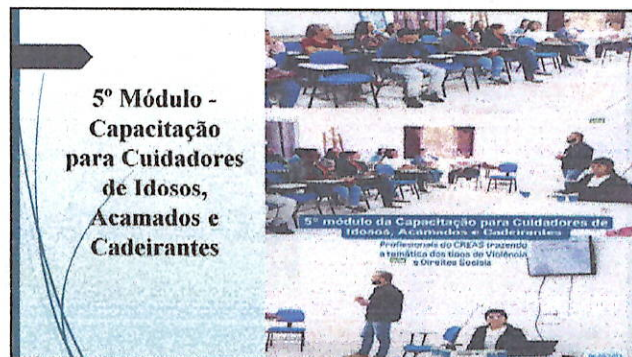 5º Módulo -
Capacitação
para Cuidadores
de Idosos,
Acamados e
Cadeirantes
5º módulo da Capacitação para Cuidadores de
Idosos, Acamados e Cadeirantes
Profissionais do CREAS trazendo
a temática dos tipos de Violência
e Direitos Sociais